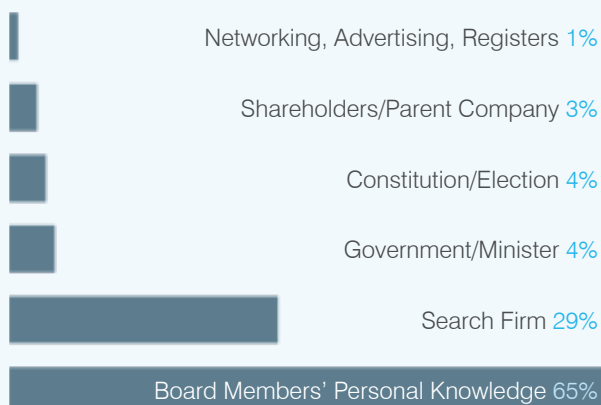 Networking, Advertising, Registers 1%
Shareholders/Parent Company 3%
Constitution/Election 4%
Government/Minister 4%
Search Firm 29%
Board Members’ Personal Knowledge 65%